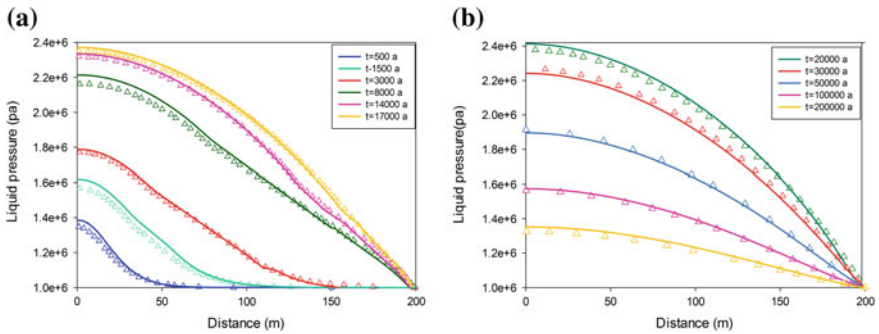 (a)
Liquid pressure (pa)
2.4e+6
2.2e+6
2.0e+6
1.8e+6
1.6e+6
1.4e+6
1.2e+6
1.0e+6
0
50
100
150
200
Distance (m)
t=500 a
t-1500 a
t=3000 a
t=8000 a
t=14000 a
t=17000 a
(b)
Liquid pressure(pa)
2.4e+6
2.2e+6
2.0e+6
1.8e+6
1.6e+6
1.4e+6
1.2e+6
1.0e+6
0
50
100
150
200
Distance (m)
t=20000 a
t=30000 a
t=50000 a
t=100000 a
t=200000 a